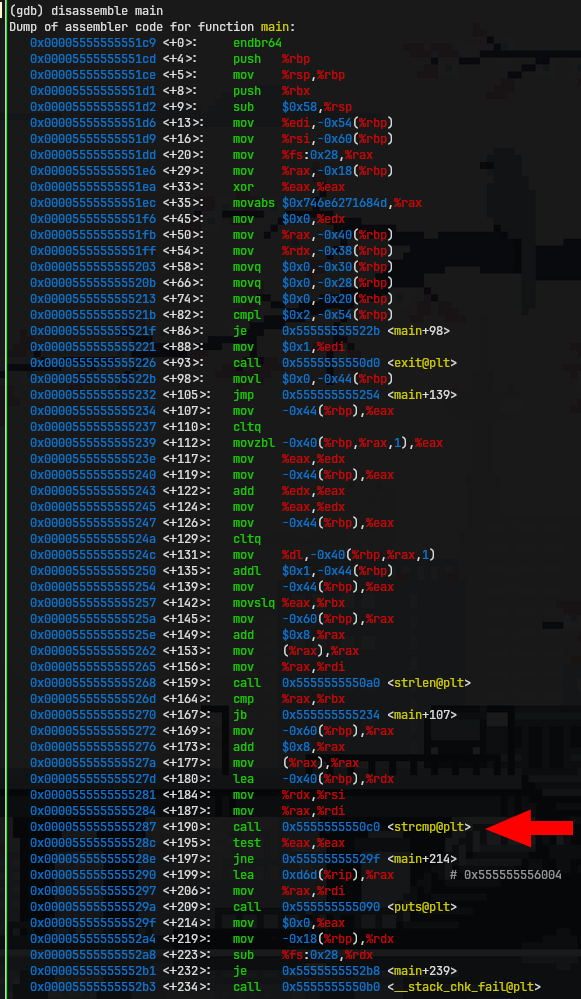 (gdb) disassemble main
Dump of assembler code for function main:
0x00005555555551c9 <+0>: endbr64
0x00005555555551cd <+4>: push %rbp
0x00005555555551ce <+5>: mov %rsp,%rbp
0x00005555555551d1 <+8>: push %rbx
0x00005555555551d2 <+9>: sub $0x58,%rsp
0x00005555555551d6 <+13>: mov %edi,-0x54(%rbp)
0x00005555555551d9 <+16>: mov %rsi,-0x60(%rbp)
0x00005555555551dd <+20>: mov %fs:0x28,%rax
0x00005555555551e6 <+29>: mov %rax,-0x18(%rbp)
0x00005555555551ea <+33>: xor %eax,%eax
0x00005555555551ec <+35>: movabs $0x746e6271684d,%rax
0x00005555555551f6 <+45>: mov $0x0,%edx
0x00005555555551fb <+50>: mov %rax,-0x40(%rbp)
0x00005555555551ff <+54>: mov %rdx,-0x38(%rbp)
0x0000555555555203 <+58>: movq $0x0,-0x30(%rbp)
0x000055555555520b <+66>: movq $0x0,-0x28(%rbp)
0x0000555555555213 <+74>: movq $0x0,-0x20(%rbp)
0x000055555555521b <+82>: cmpl $0x2,-0x54(%rbp)
0x000055555555521f <+86>: je 0x55555555522b <main+98>
0x0000555555555221 <+88>: mov $0x1,%edi
0x0000555555555226 <+93>: call 0x5555555550d0 <exit@plt>
0x000055555555522b <+98>: movl $0x0,-0x44(%rbp)
0x0000555555555232 <+105>: jmp 0x555555555254 <main+139>
0x0000555555555234 <+107>: mov -0x44(%rbp),%eax
0x0000555555555237 <+110>: cltq
0x0000555555555239 <+112>: movzbl -0x40(%rbp,%rax,1),%eax
0x000055555555523e <+117>: mov %eax,%edx
0x0000555555555240 <+119>: mov -0x44(%rbp),%eax
0x0000555555555243 <+122>: add %edx,%eax
0x0000555555555245 <+124>: mov %eax,%edx
0x0000555555555247 <+126>: mov -0x44(%rbp),%eax
0x000055555555524a <+129>: cltq
0x000055555555524c <+131>: mov %dl,-0x40(%rbp,%rax,1)
0x0000555555555250 <+135>: addl $0x1,-0x44(%rbp)
0x0000555555555254 <+139>: mov -0x44(%rbp),%eax
0x0000555555555257 <+142>: movslq %eax,%rbx
0x000055555555525a <+145>: mov -0x60(%rbp),%rax
0x000055555555525e <+149>: add $0x8,%rax
0x0000555555555262 <+153>: mov (%rax),%rax
0x0000555555555265 <+156>: mov %rax,%rdi
0x0000555555555268 <+159>: call 0x5555555550a0 <strlen@plt>
0x000055555555526d <+164>: cmp %rax,%rbx
0x0000555555555270 <+167>: jb 0x555555555234 <main+107>
0x0000555555555272 <+169>: mov -0x60(%rbp),%rax
0x0000555555555276 <+173>: add $0x8,%rax
0x000055555555527a <+177>: mov (%rax),%rax
0x000055555555527d <+180>: lea -0x40(%rbp),%rdx
0x0000555555555281 <+184>: mov %rdx,%rsi
0x0000555555555284 <+187>: mov %rax,%rdi
0x0000555555555287 <+190>: call 0x5555555550c0 <strcmp@plt>
0x000055555555528c <+195>: test %eax,%eax
0x000055555555528e <+197>: jne 0x55555555529f <main+214>
0x0000555555555290 <+199>: lea 0xd6d(%rip),%rax # 0x555555556004
0x0000555555555297 <+206>: mov %rax,%rdi
0x000055555555529a <+209>: call 0x555555555090 <puts@plt>
0x000055555555529f <+214>: mov $0x0,%eax
0x00005555555552a4 <+219>: mov -0x18(%rbp),%rdx
0x00005555555552a8 <+223>: sub %fs:0x28,%rdx
0x00005555555552b1 <+232>: je 0x5555555552b8 <main+239>
0x00005555555552b3 <+234>: call 0x5555555550b0 <__stack_chk_fail@plt>